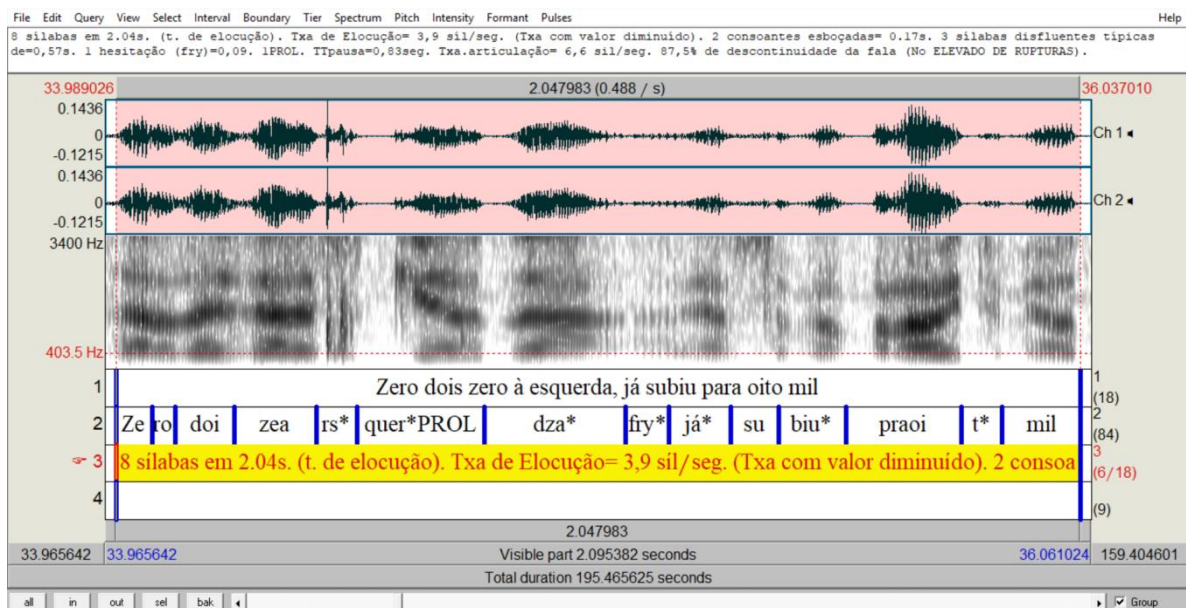 File Edit Query View Select Interval Boundary Tier Spectrum Pitch Intensity Formant Pulses Help
8 sílabas em 2.04s. (t. de elocução). Txa de Elocução= 3,9 síl/seg. (Txa com valor diminuído). 2 consoantes esboçadas= 0.17s. 3 sílabas disfluentes típicas
de=0,57s. 1 hesitação (fry)=0,09. 1PROL. TTpausa=0,83seg. Txa.articulação= 6,6 síl/seg. 87,5% de descontinuidade da fala (No ELEVADO DE RUPTURAS).
33.989026 2.047983 (0.488 / s) 36.037010
0.1436
0 Ch 1
-0.1215
0.1436
0 Ch 2
-0.1215
3400 Hz
403.5 Hz
1 Zero dois zero à esquerda, já subiu para oito mil 1 (18)
2 Ze ro doi zea rs* quer*PROL dza* fry* já* su biu* praoi t* mil 2 (84)
3 8 sílabas em 2.04s. (t. de elocução). Txa de Elocução= 3,9 síl/seg. (Txa com valor diminuído). 2 consoa 3 (6/18)
4 (9)
2.047983
33.965642 33.965642 Visible part 2.095382 seconds 36.061024 159.404601
Total duration 195.465625 seconds
all in out sel bak Group